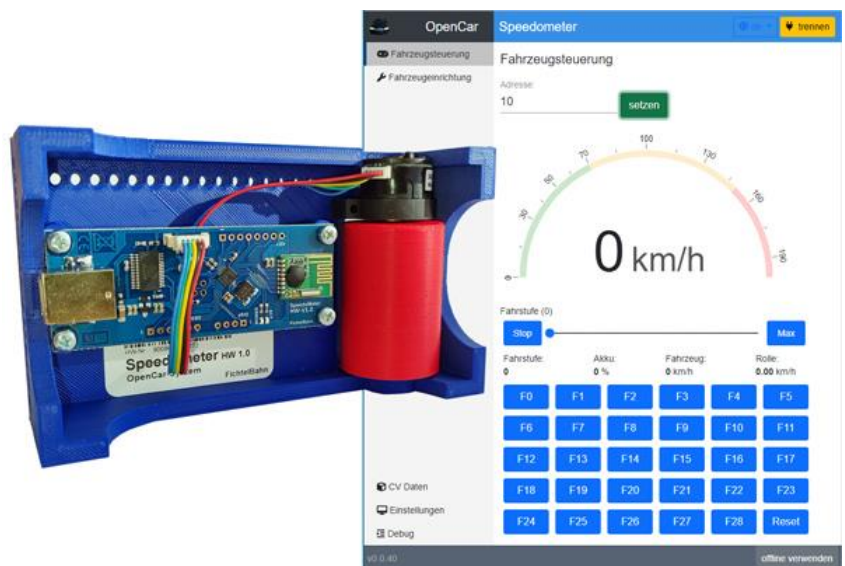 OpenCar
Speedometer
trennen
Fahrzeugsteuerung
Fahrzeugeinrichtung
Fahrzeugsteuerung
Adresse:
10
setzen
0
30
50
70
100
130
160
190
0 km/h
Fahrstufe (0)
Stop
Max
Fahrstufe: Akku: Fahrzeug: Rolle:
0 0 % 0 km/h 0.00 km/h
F0 F1 F2 F3 F4 F5
F6 F7 F8 F9 F10 F11
F12 F13 F14 F15 F16 F17
F18 F19 F20 F21 F22 F23
F24 F25 F26 F27 F28 Reset
CV Daten
Einstellungen
Debug
v0.0.40
offline verwenden
HW 1.0
OpenCar
FichtelBahn